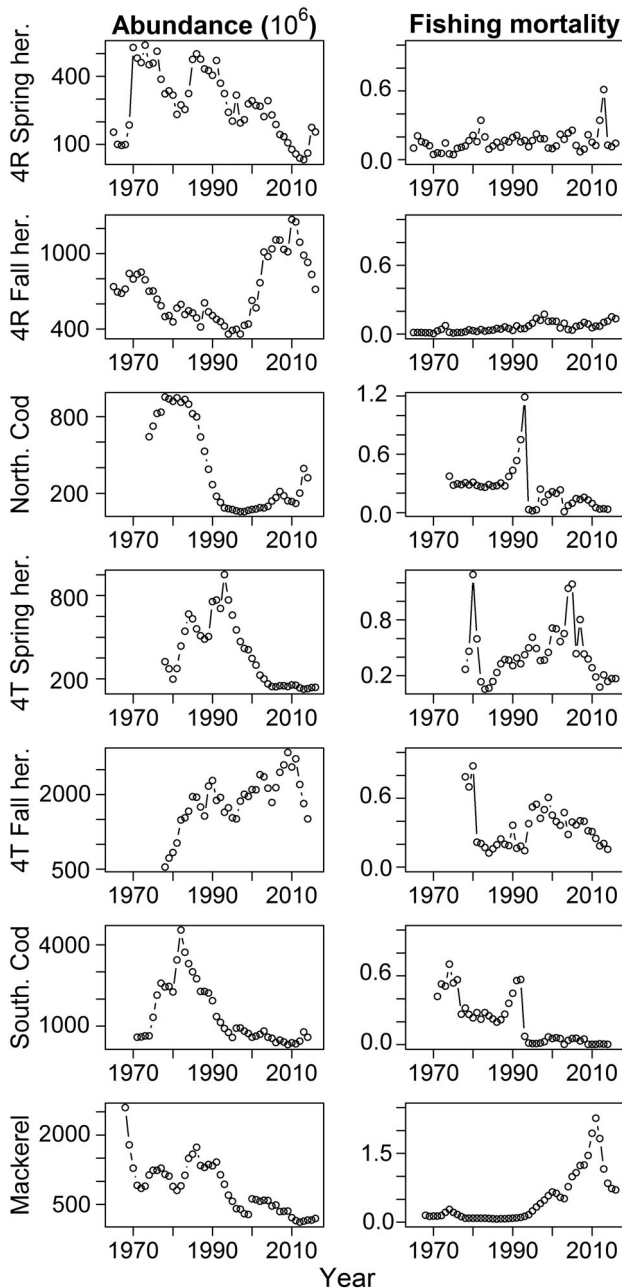 Abundance (10⁶) Fishing mortality
4R Spring her.
400
100
0.6
0.0
1970 1990 2010 1970 1990 2010
4R Fall her.
1000
400
0.6
0.0
1970 1990 2010 1970 1990 2010
North. Cod
800
200
1.2
0.6
0.0
1970 1990 2010 1970 1990 2010
4T Spring her.
800
200
0.8
0.2
1970 1990 2010 1970 1990 2010
4T Fall her.
2000
500
0.6
0.0
1970 1990 2010 1970 1990 2010
South. Cod
4000
1000
0.6
0.0
1970 1990 2010 1970 1990 2010
Mackerel
2000
500
1.5
0.0
1970 1990 2010 1970 1990 2010
Year